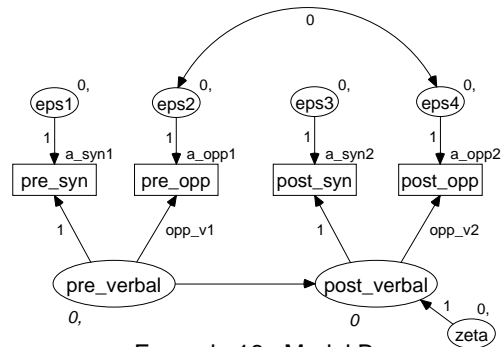 0
0, 0, 0, 0,
eps1 eps2 eps3 eps4
1 1 1 1
a_syn1 a_opp1 a_syn2 a_opp2
pre_syn pre_opp post_syn post_opp
1 opp_v1 1 opp_v2
pre_verbal post_verbal
0, 0
1 0,
zeta